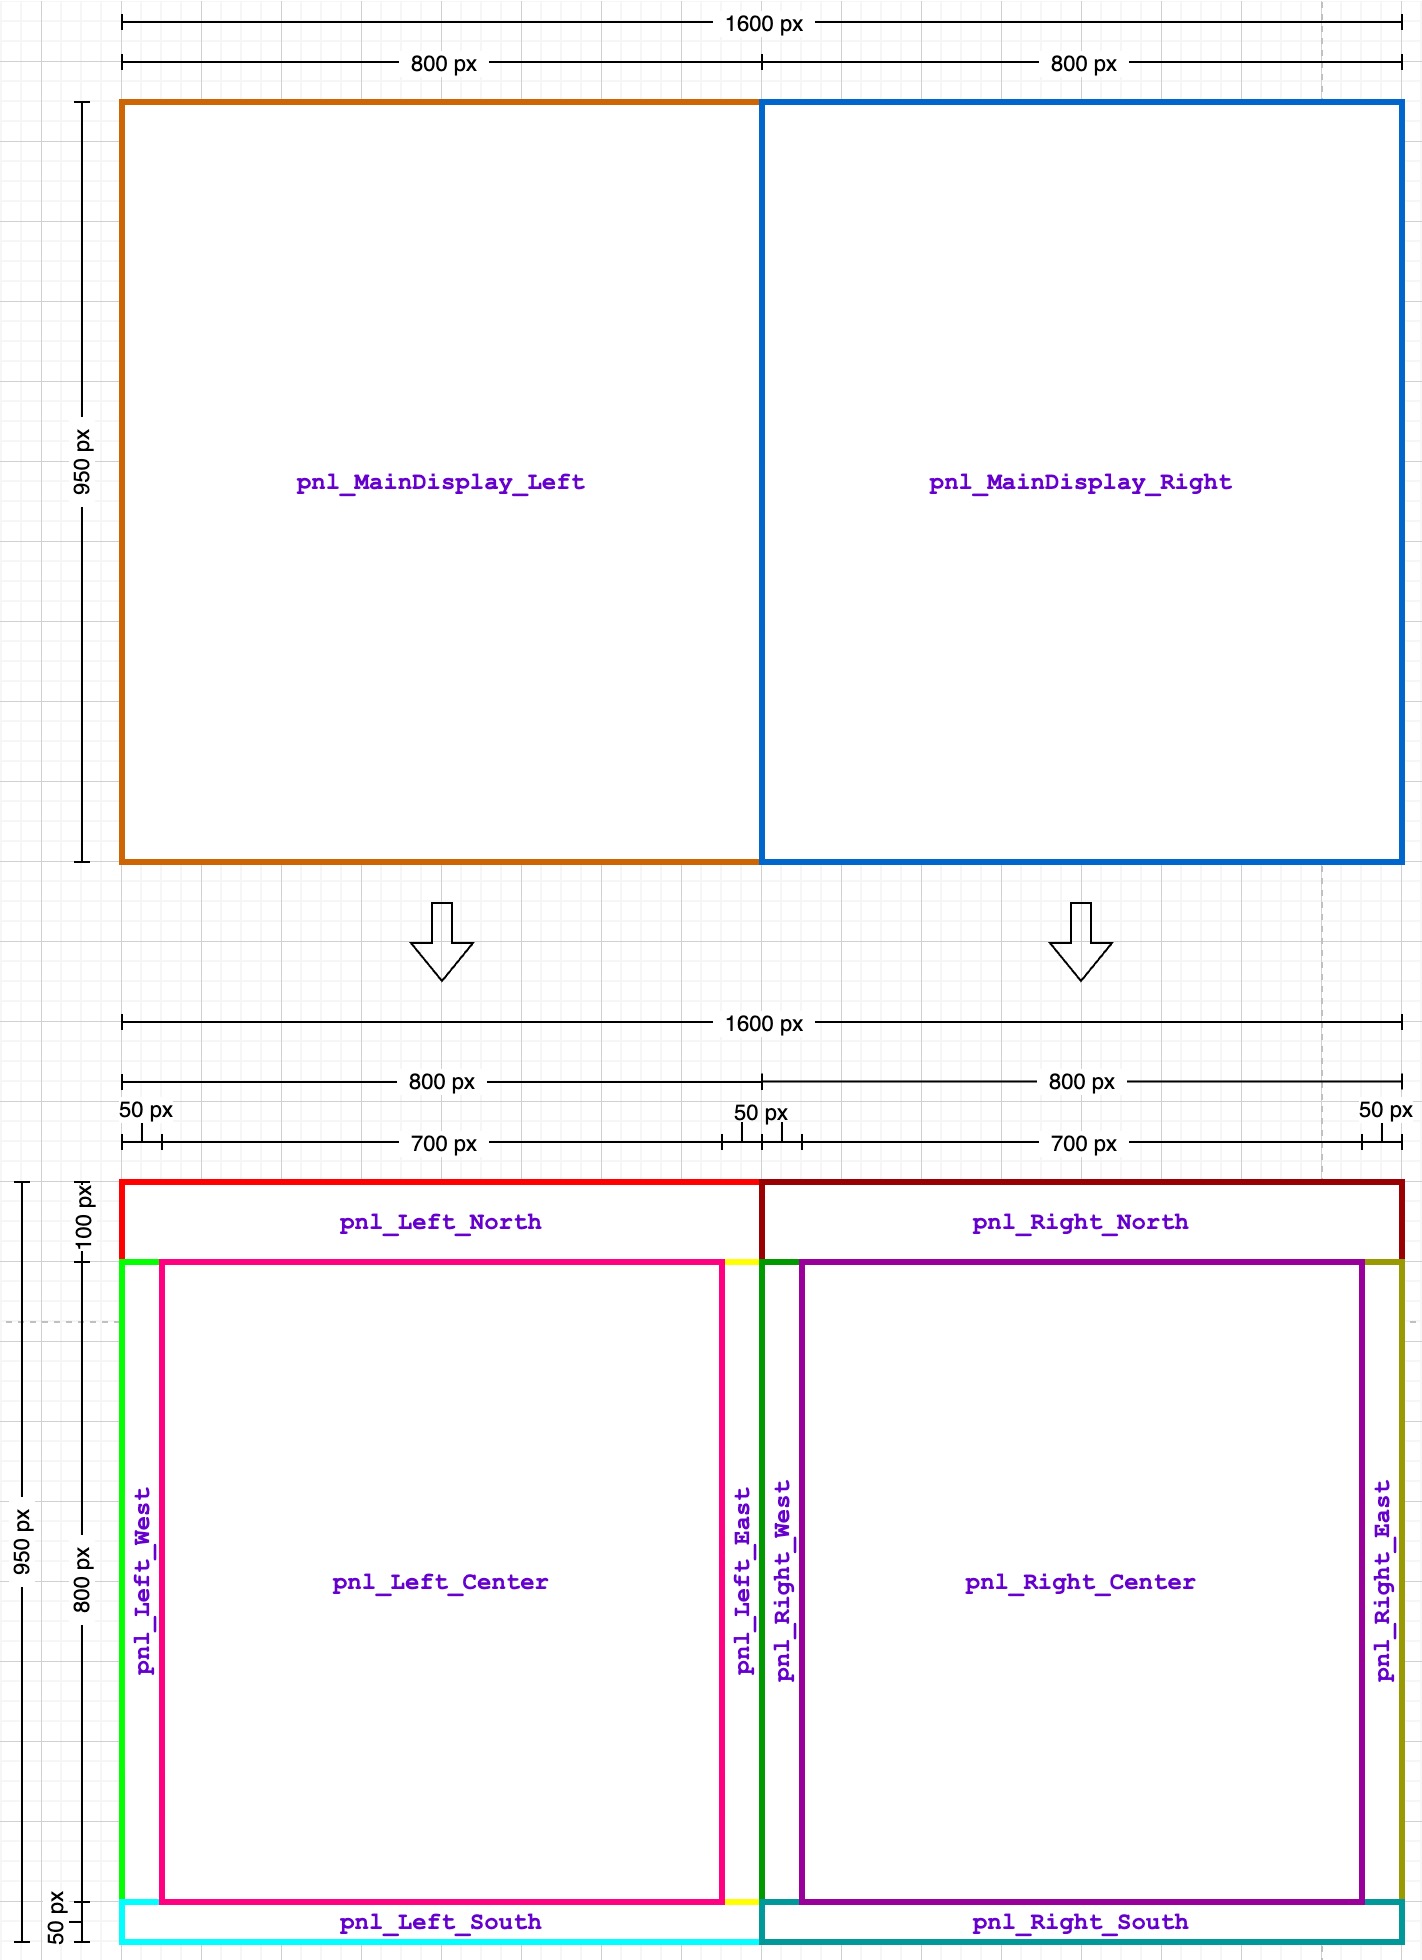 1600 px
800 px
800 px
950 px
pnl_MainDisplay_Left
pnl_MainDisplay_Right
1600 px
800 px
800 px
50 px
50 px
50 px
700 px
700 px
100 px
pnl_Left_North
pnl_Right_North
950 px
800 px
pnl_Left_West
pnl_Left_Center
pnl_Left_East
pnl_Right_West
pnl_Right_Center
pnl_Right_East
50 px
pnl_Left_South
pnl_Right_South